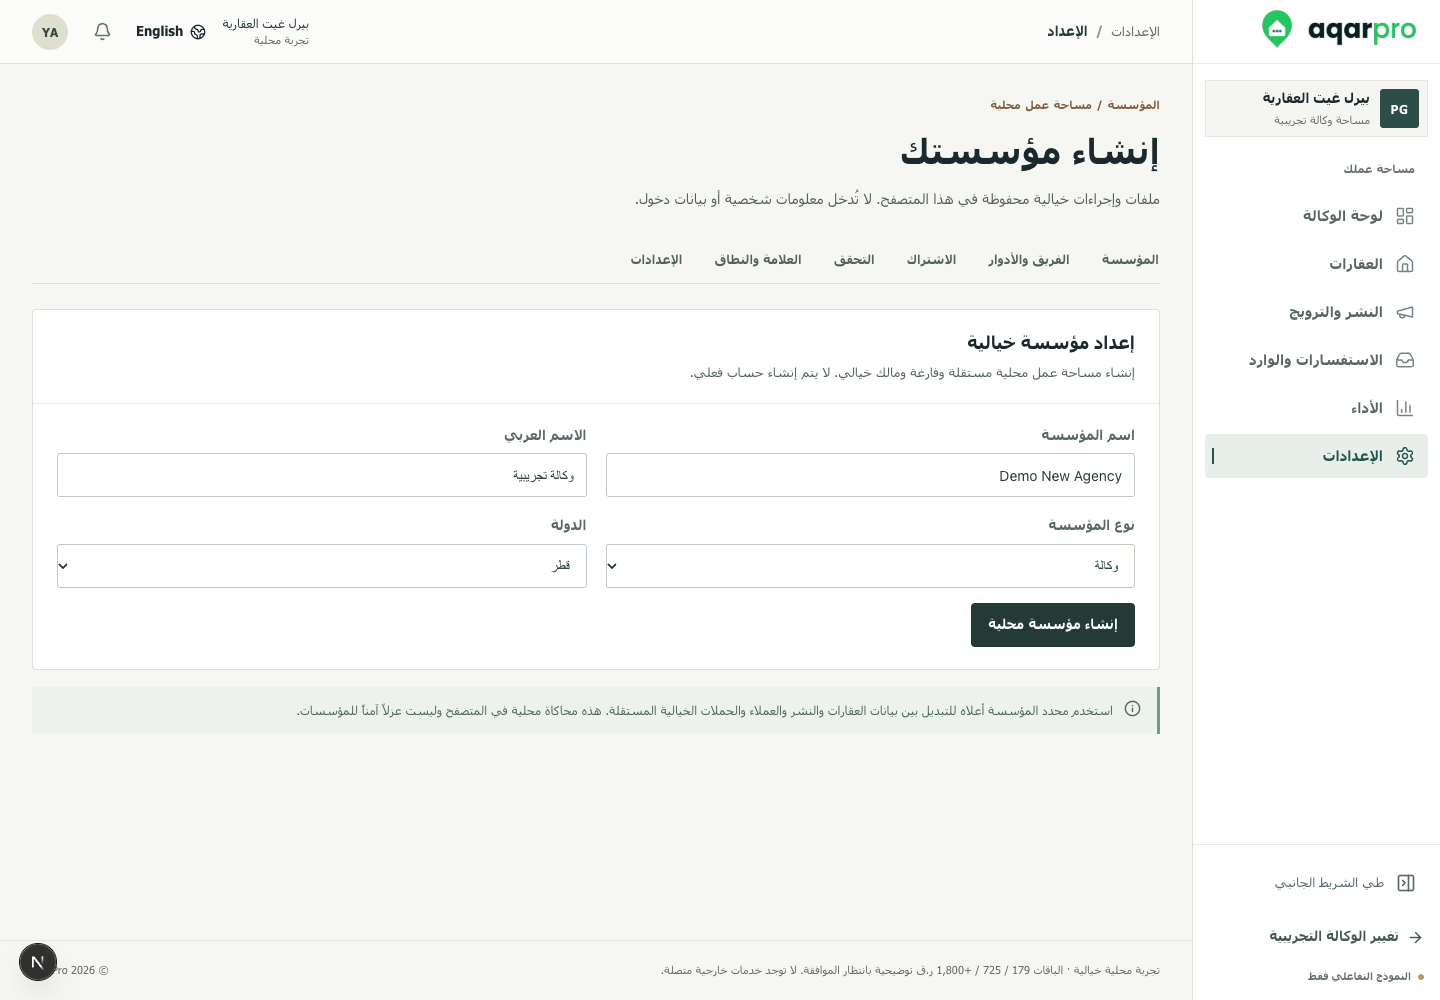 aqarpro
PG
بيرل غيت العقارية
مساحة وكالة تجريبية
مساحة عملك
لوحة الوكالة
العقارات
النشر والترويج
الاستفسارات والوارد
الأداء
الإعدادات
طي الشريط الجانبي
تغيير الوكالة التجريبية
النموذج التفاعلي فقط
الإعدادات / الإعداد
بيرل غيت العقارية
تجربة محلية
English
YA
المؤسسة / مساحة عمل محلية
إنشاء مؤسستك
ملفات وإجراءات خيالية محفوظة في هذا المتصفح. لا تُدخل معلومات شخصية أو بيانات دخول.
المؤسسة
الفريق والأدوار
الاشتراك
التحقق
العلامة والنطاق
الإعدادات
إعداد مؤسسة خيالية
إنشاء مساحة عمل محلية مستقلة وفارغة ومالك خيالي. لا يتم إنشاء حساب فعلي.
اسم المؤسسة
Demo New Agency
الاسم العربي
وكالة تجريبية
نوع المؤسسة
وكالة
الدولة
قطر
إنشاء مؤسسة محلية
استخدم محدد المؤسسة أعلاه للتبديل بين بيانات العقارات والنشر والعملاء والحملات الخيالية المستقلة. هذه محاكاة محلية في المتصفح وليست عزلاً آمناً للمؤسسات.
تجربة محلية خيالية · الباقات 179 / 725 / +1,800 ر.ق توضيحية بانتظار الموافقة. لا توجد خدمات خارجية متصلة.
© 2026
N